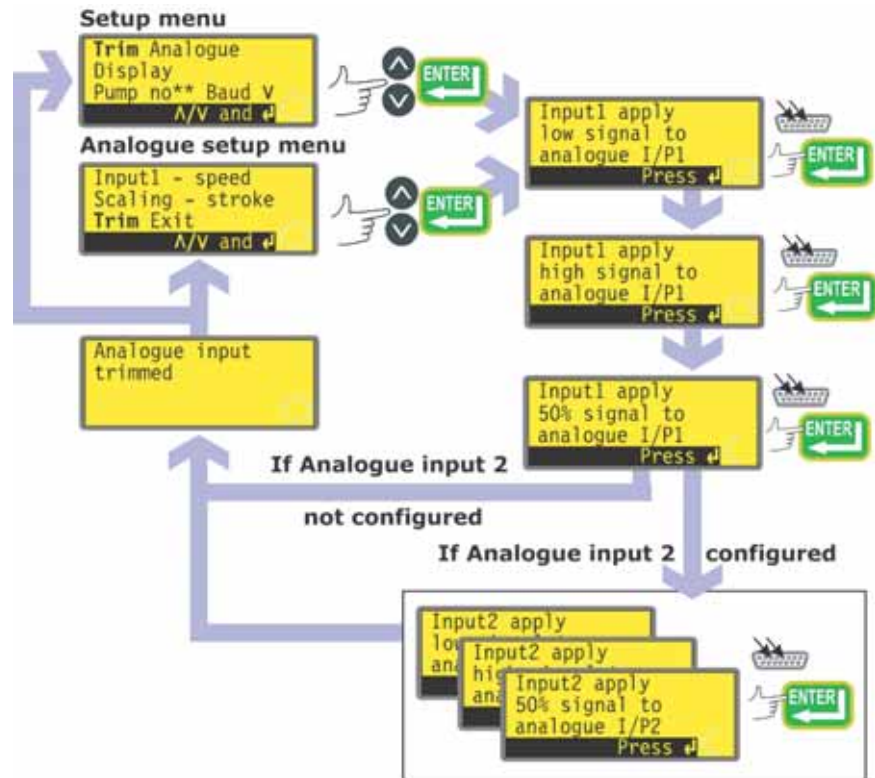 Setup menu
Trim Analogue
Display
Pump no** Baud V
Λ/V and ↲
ENTER
Input1 apply
low signal to
analogue I/P1
Press ↲
ENTER
Analogue setup menu
Input1 - speed
Scaling - stroke
Trim Exit
Λ/V and ↲
ENTER
Input1 apply
high signal to
analogue I/P1
Press ↲
ENTER
Analogue input
trimmed
Input1 apply
50% signal to
analogue I/P1
Press ↲
ENTER
If Analogue input 2
not configured
If Analogue input 2 configured
Input2 apply
Input2 apply
Input2 apply
50% signal to
analogue I/P2
Press ↲
ENTER